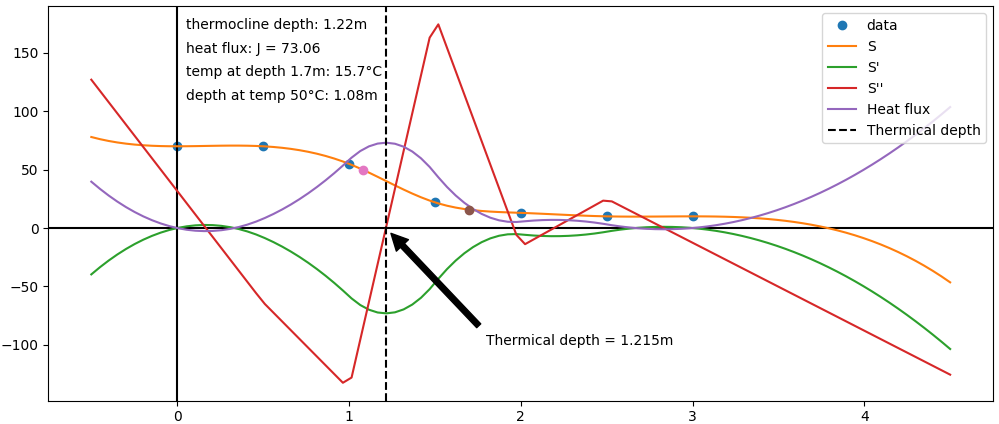 thermocline depth: 1.22m
heat flux: J = 73.06
temp at depth 1.7m: 15.7°C
depth at temp 50°C: 1.08m
data
S
S'
S''
Heat flux
Thermical depth
150
100
50
0
−50
−100
Thermical depth = 1.215m
0 1 2 3 4